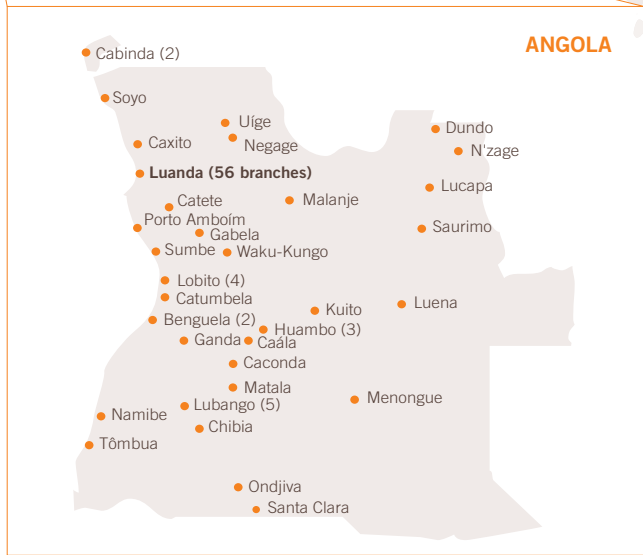 ANGOLA
Cabinda (2)
Soyo
Uíge
Negage
Dundo
Caxito
N'zage
Luanda (56 branches)
Lucapa
Catete
Malanje
Porto Amboím
Gabela
Saurimo
Sumbe
Waku-Kungo
Lobito (4)
Catumbela
Kuito
Luena
Benguela (2)
Huambo (3)
Ganda
Caála
Caconda
Matala
Menongue
Lubango (5)
Namibe
Chibia
Tômbua
Ondjiva
Santa Clara